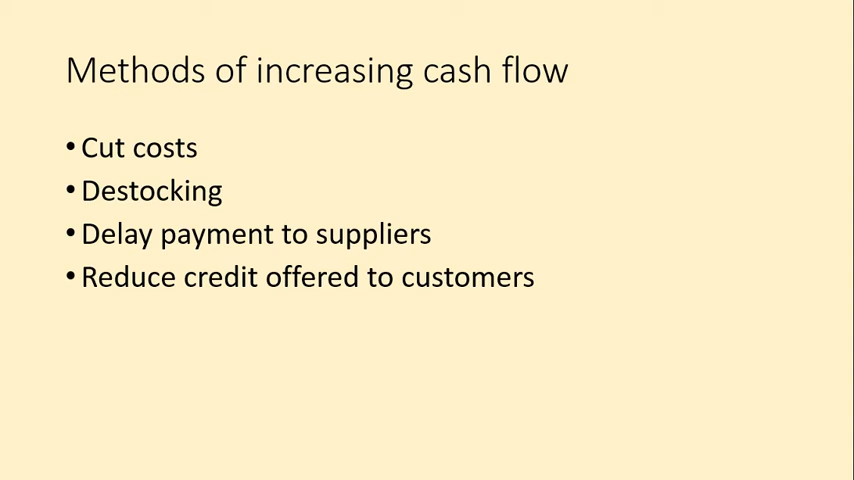 Methods of increasing cash flow
• Cut costs
• Destocking
• Delay payment to suppliers
• Reduce credit offered to customers